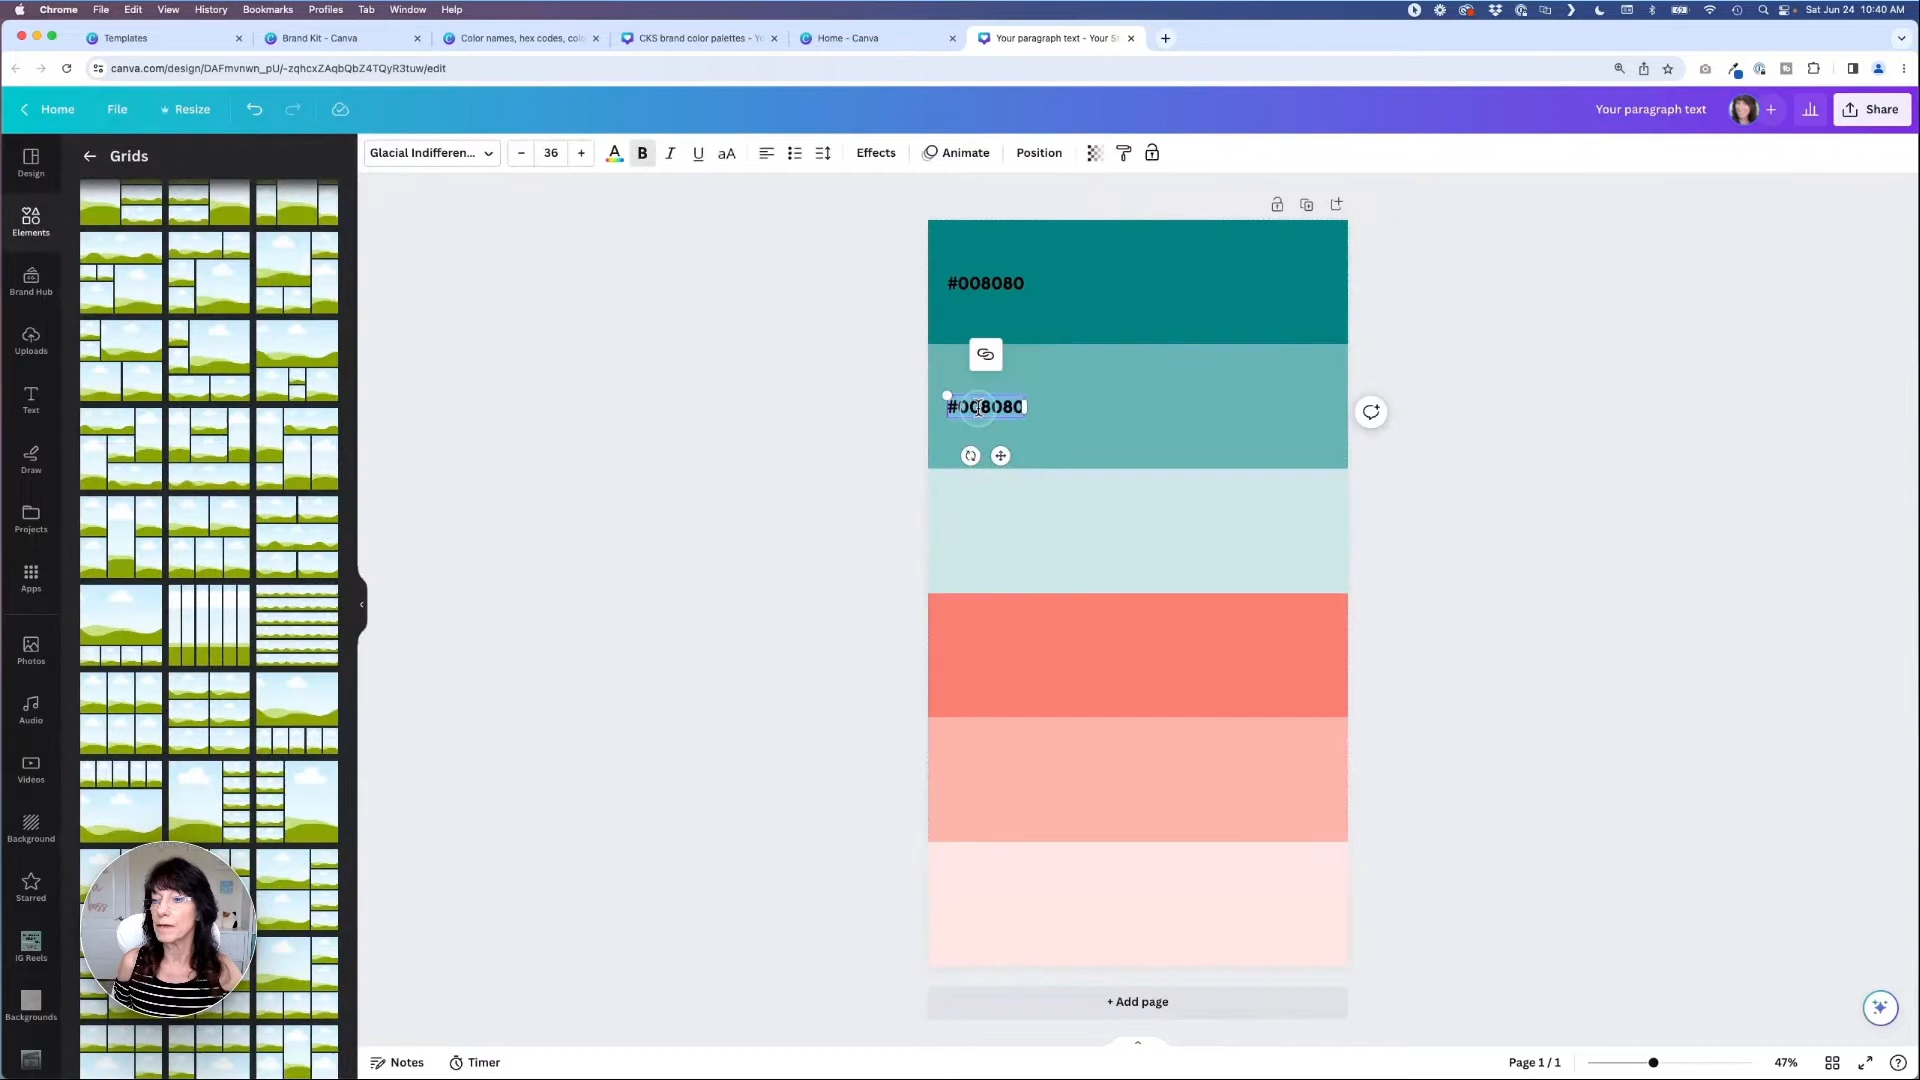 Chrome File Edit View History Bookmarks Profiles Tab Window Help
Sat Jun 24 10:40 AM
Templates
Brand Kit - Canva
Color names, hex codes, colo
CKS brand color palettes - Yo
Home - Canva
Your paragraph text - Your St
canva.com/design/DAFmvnwn_pU/-zqhcxZAqbQbZ4TQyR3tuw/edit
Home File Resize
Your paragraph text
Share
Glacial Indifferen... 36 A B I U aA Effects Animate Position
Grids
Design
Elements
Brand Hub
Uploads
Text
Draw
Projects
Apps
Photos
Audio
Videos
Background
Starred
IG Reels
Backgrounds
#008080
#008080
+ Add page
Notes Timer
Page 1 / 1
47%